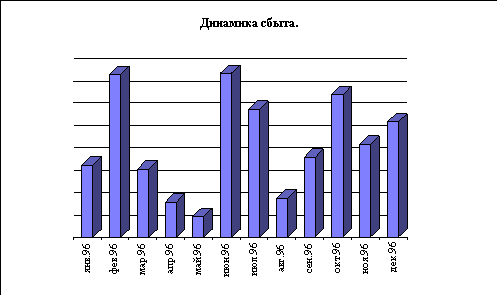 Динамика сбыта.
янв.96
фев.96
мар.96
апр.96
май.96
июн.96
июл.96
авг.96
сен.96
окт.96
ноя.96
дек.96